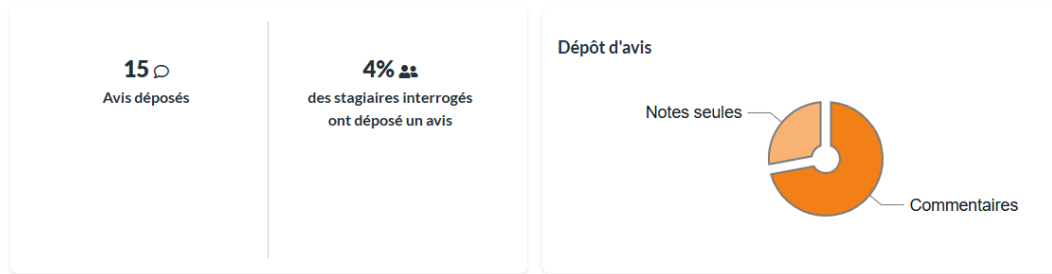 15
Avis déposés
4%
des stagiaires interrogés
ont déposé un avis
Dépôt d'avis
Notes seules
Commentaires